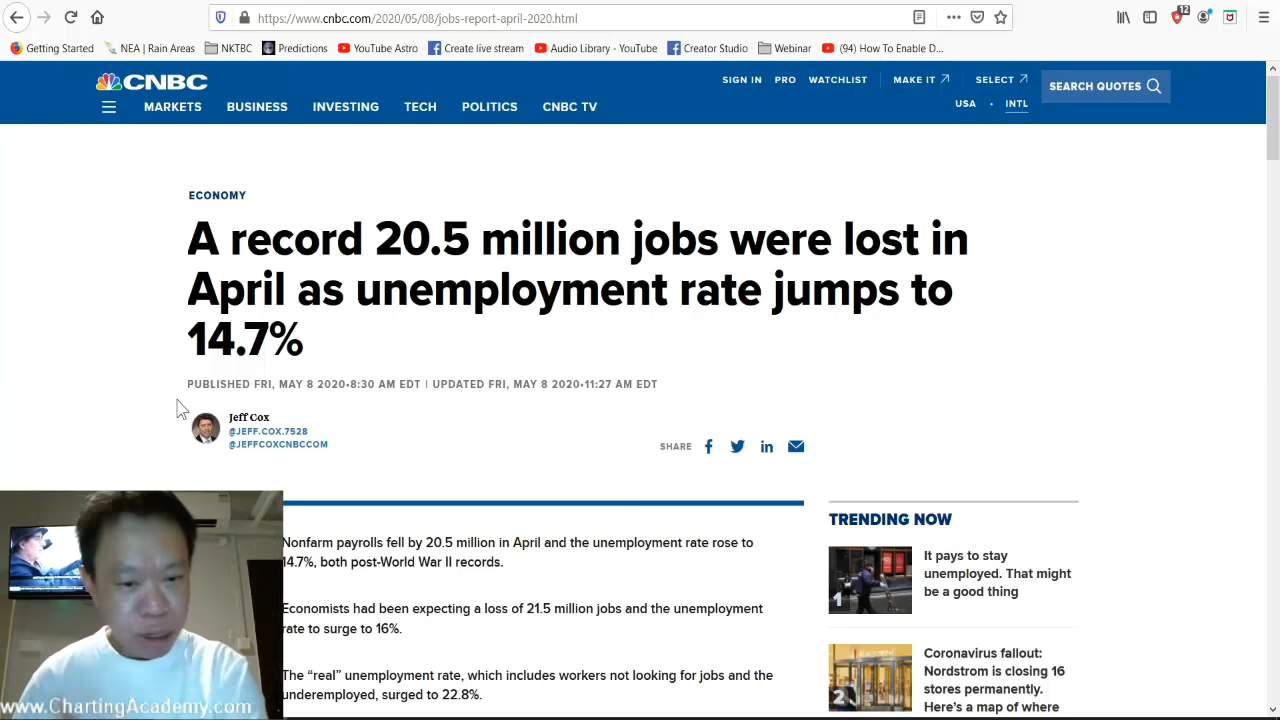 https://www.cnbc.com/2020/05/08/jobs-report-april-2020.html
12
Getting Started
NEA | Rain Areas
NKTBC
Predictions
YouTube Astro
Create live stream
Audio Library - YouTube
Creator Studio
Webinar
(94) How To Enable D...
CNBC
SIGN IN
PRO
WATCHLIST
MAKE IT
SELECT
SEARCH QUOTES
USA
INTL
MARKETS
BUSINESS
INVESTING
TECH
POLITICS
CNBC TV
ECONOMY
A record 20.5 million jobs were lost in
April as unemployment rate jumps to
14.7%
PUBLISHED FRI, MAY 8 2020•8:30 AM EDT | UPDATED FRI, MAY 8 2020•11:27 AM EDT
Jeff Cox
@JEFF.COX.7528
@JEFFCOXCNBCCOM
SHARE
Nonfarm payrolls fell by 20.5 million in April and the unemployment rate rose to
14.7%, both post-World War II records.
Economists had been expecting a loss of 21.5 million jobs and the unemployment
rate to surge to 16%.
The “real” unemployment rate, which includes workers not looking for jobs and the
underemployed, surged to 22.8%.
TRENDING NOW
1
It pays to stay
unemployed. That might
be a good thing
2
Coronavirus fallout:
Nordstrom is closing 16
stores permanently.
Here’s a map of where
www.ChartingAcademy.com